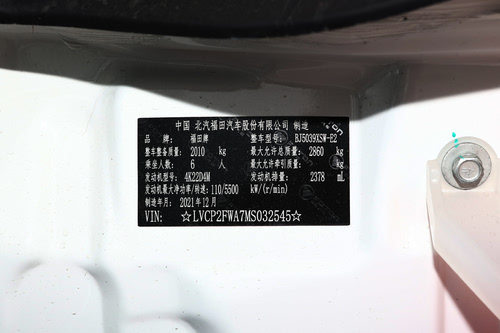 中国 北汽福田汽车股份有限公司 制造
品 牌: 福田牌 整车型号: BJ5039XSW-E2
整车整备质量: 2010 kg 最大允许总质量: 2860 kg
乘坐人数: 6 人 最大允许牵引质量: kg
发动机型号: 4K22D4M 发动机排量: 2378 mL
发动机最大净功率/转速: 110/5500 kW/(r/min)
制造年月: 2021年12月
VIN: ☆LVCP2FWA7MS032545☆